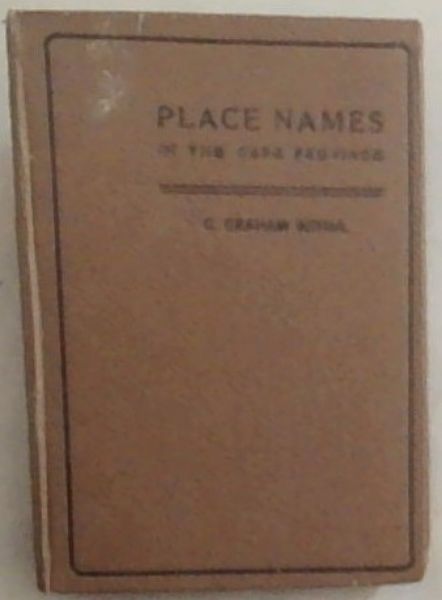 PLACE NAMES
IN THE CAPE PROVINCE
C. GRAHAM BOTHA.